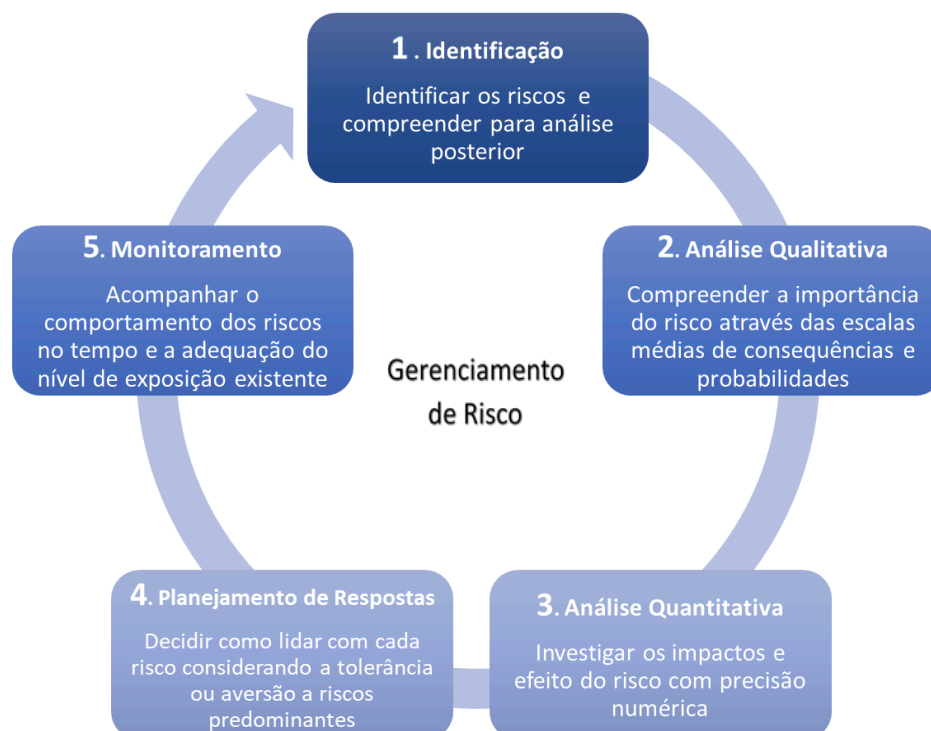 1 . Identificação
Identificar os riscos e
compreender para análise
posterior
2. Análise Qualitativa
Compreender a importância
do risco através das escalas
médias de consequências e
probabilidades
3. Análise Quantitativa
Investigar os impactos e
efeito do risco com precisão
numérica
4. Planejamento de Respostas
Decidir como lidar com cada
risco considerando a tolerância
ou aversão a riscos
predominantes
5. Monitoramento
Acompanhar o
comportamento dos riscos
no tempo e a adequação do
nível de exposição existente
Gerenciamento
de Risco